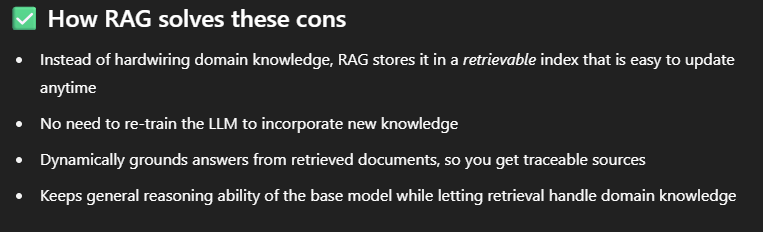 ✅ How RAG solves these cons
• Instead of hardwiring domain knowledge, RAG stores it in a retrievable index that is easy to update
anytime
• No need to re-train the LLM to incorporate new knowledge
• Dynamically grounds answers from retrieved documents, so you get traceable sources
• Keeps general reasoning ability of the base model while letting retrieval handle domain knowledge